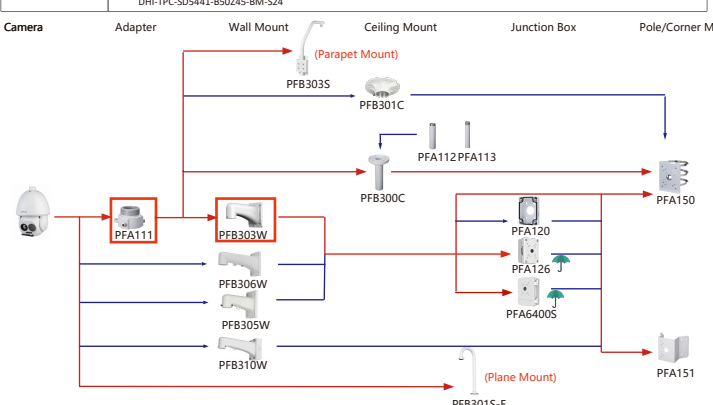 DHI-TPC-SD5441-B50Z45-BM-S24
Camera Adapter Wall Mount Ceiling Mount Junction Box Pole/Corner M
(Parapet Mount)
PFB303S
PFB301C
PFA112 PFA113
PFB300C
PFA150
PFA111
PFB303W
PFA120
PFA126
PFB306W
PFA6400S
PFB305W
PFB310W
PFA151
(Plane Mount)
PFB301S-E